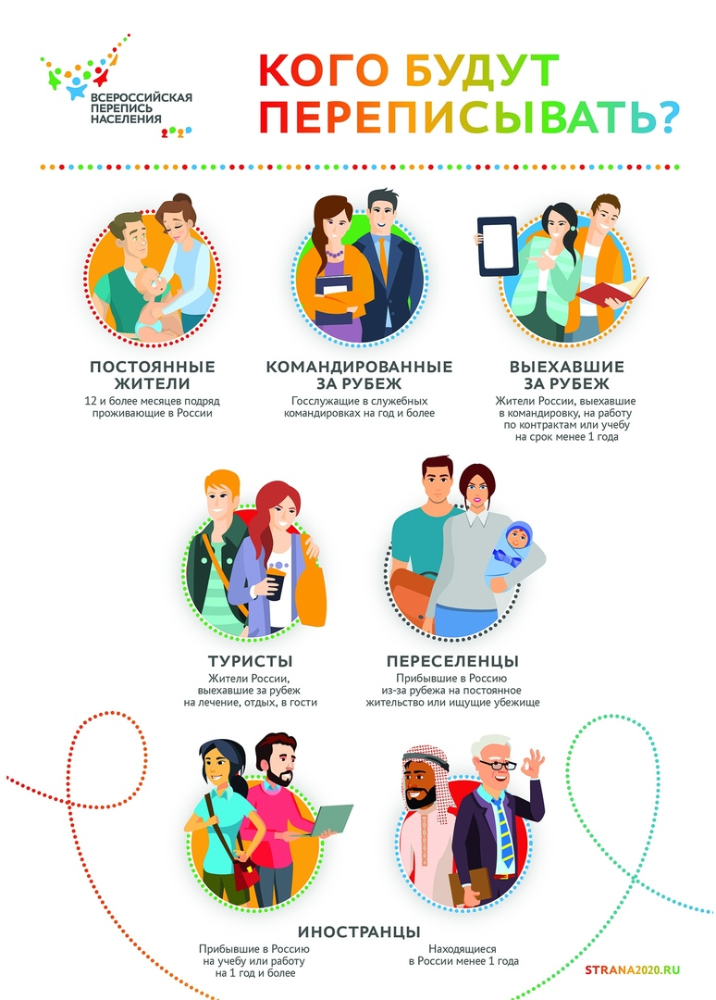 ВСЕРОССИЙСКАЯ
ПЕРЕПИСЬ
НАСЕЛЕНИЯ
КОГО БУДУТ
ПЕРЕПИСЫВАТЬ?
ПОСТОЯННЫЕ
ЖИТЕЛИ
12 и более месяцев подряд
проживающие в России
КОМАНДИРОВАННЫЕ
ЗА РУБЕЖ
Госслужащие в служебных
командировках на год и более
ВЫЕХАВШИЕ
ЗА РУБЕЖ
Жители России, выехавшие
в командировку, на работу
по контрактам или учебу
на срок менее 1 года
ТУРИСТЫ
Жители России,
выехавшие за рубеж
на лечение, отдых, в гости
ПЕРЕСЕЛЕНЦЫ
Прибывшие в Россию
из-за рубежа на постоянное
жительство или ищущие убежище
ИНОСТРАНЦЫ
Прибывшие в Россию
на учебу или работу
на 1 год и более
Находящиеся
в России менее 1 года
STRANA2020.RU